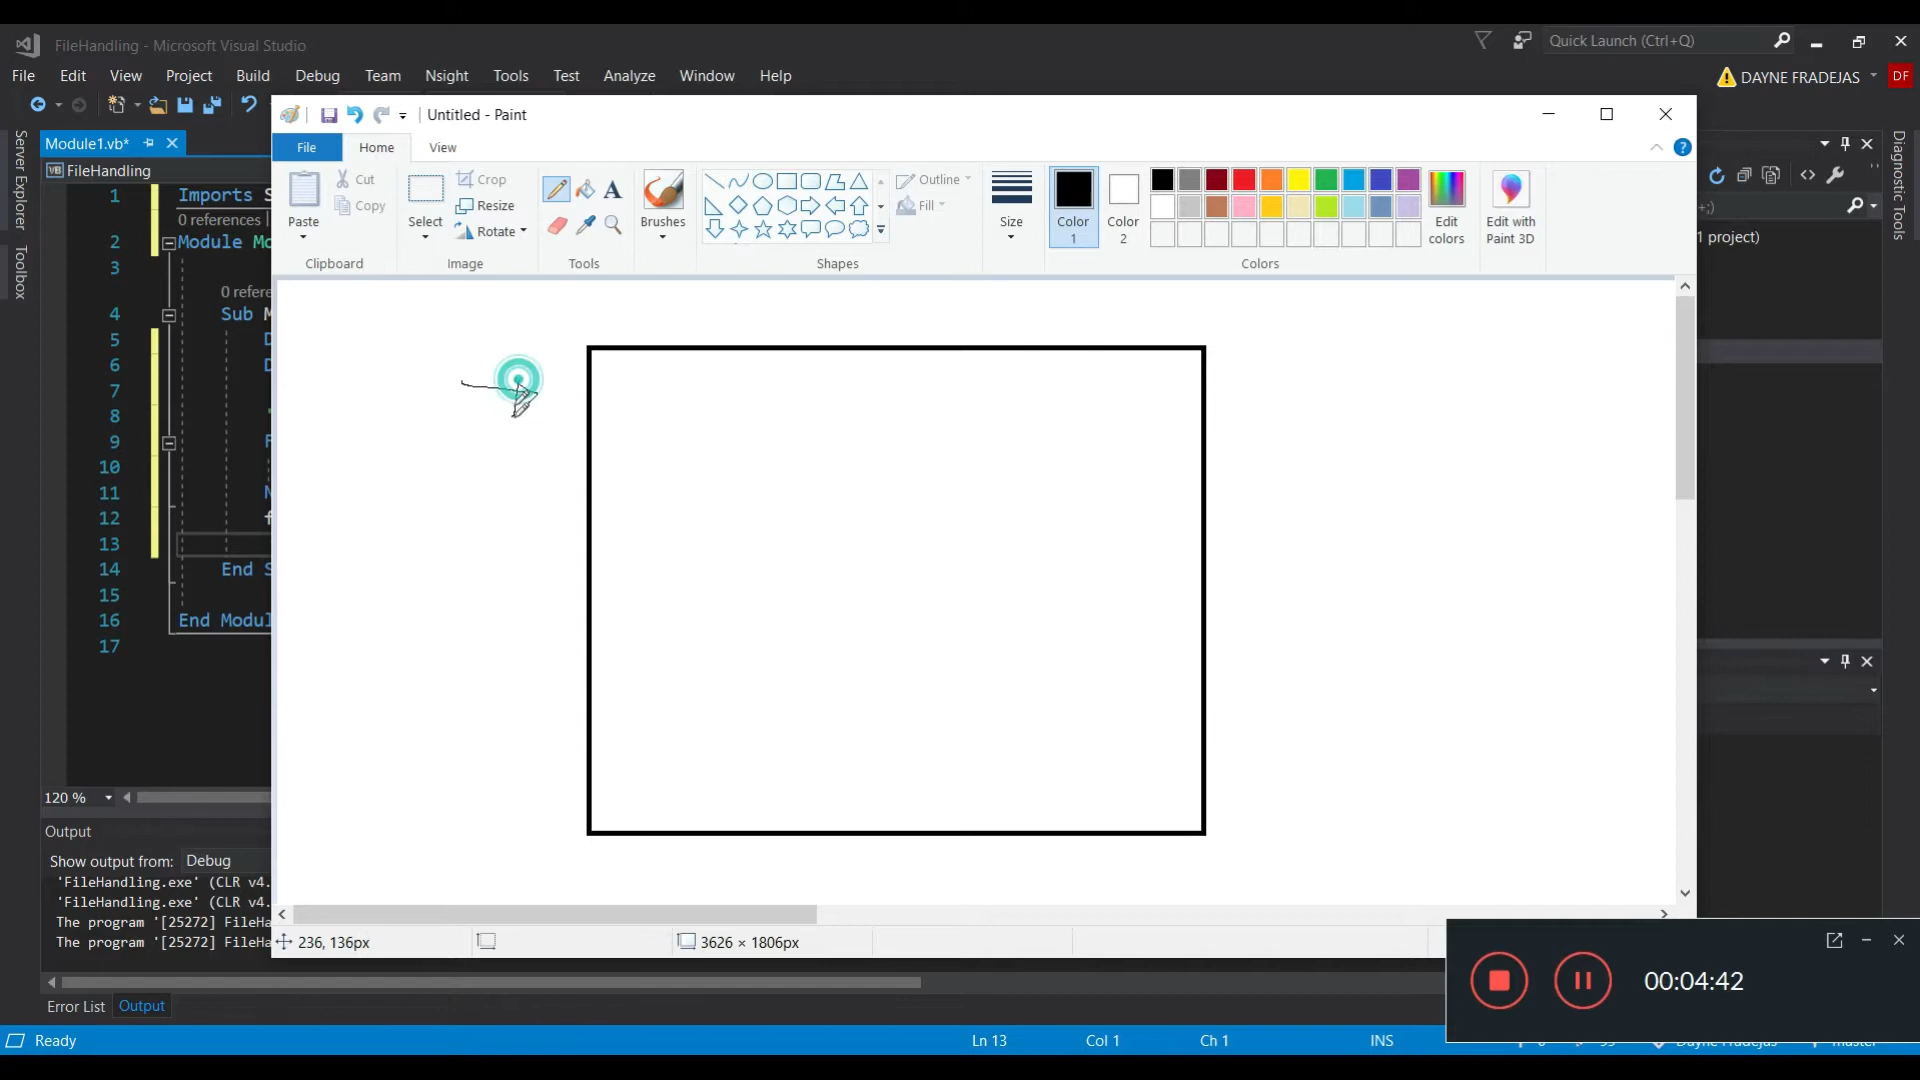 FileHandling - Microsoft Visual Studio
Quick Launch (Ctrl+Q)
File Edit View Project Build Debug Team Nsight Tools Test Analyze Window Help
DAYNE FRADEJAS DF
Untitled - Paint
Server Explorer
Toolbox
Diagnostic Tools
Module1.vb*
FileHandling
File Home View
Paste
Cut
Copy
Clipboard
Select
Crop
Resize
Rotate
Image
Tools
Brushes
Shapes
Outline
Fill
Size
Color 1
Color 2
Colors
Edit colors
Edit with Paint 3D
+;)
1 project)
1 Imports S
0 references |
2 Module Mo
3
0 refere
4 Sub M
5
6
7
8
9
10
11
12
13
14 End S
15
16 End Modul
17
120 %
Output
Show output from: Debug
'FileHandling.exe' (CLR v4.
'FileHandling.exe' (CLR v4.
The program '[25272] FileHa
The program '[25272] FileHa
236, 136px
3626 × 1806px
00:04:42
Error List Output
Ready
Ln 13 Col 1 Ch 1 INS